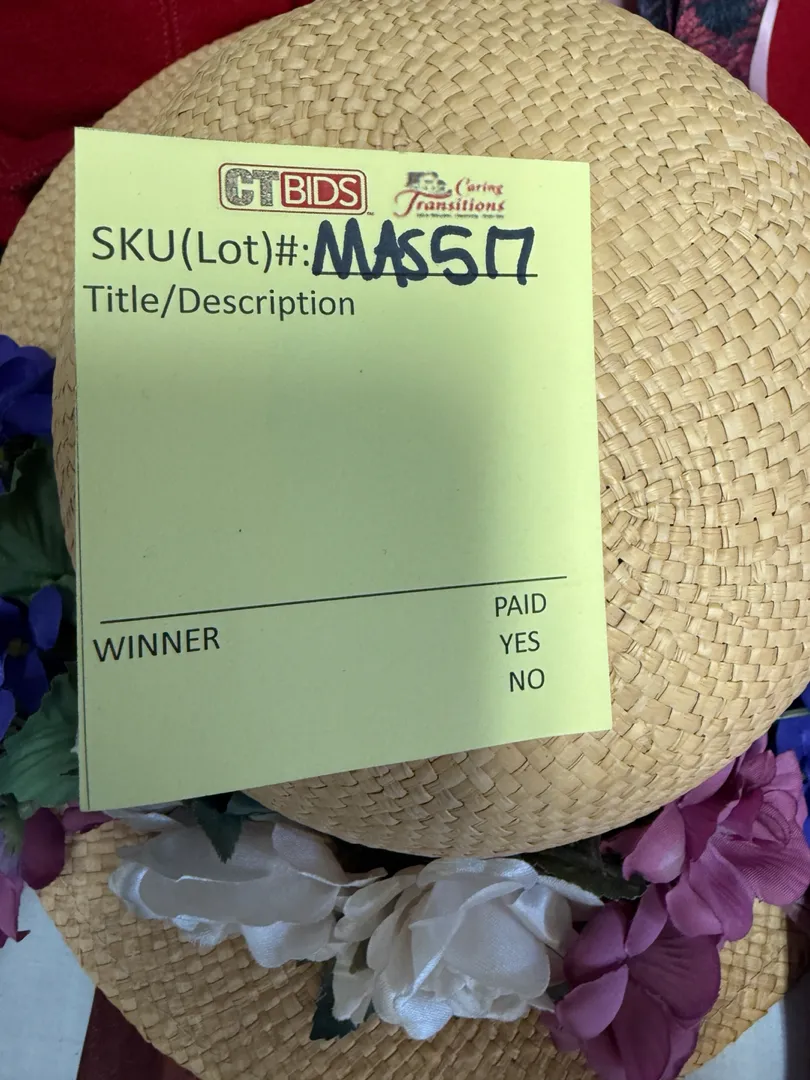 CTBIDS
Caring
Transitions
SKU(Lot)#: MAS517
Title/Description
WINNER
PAID
YES
NO